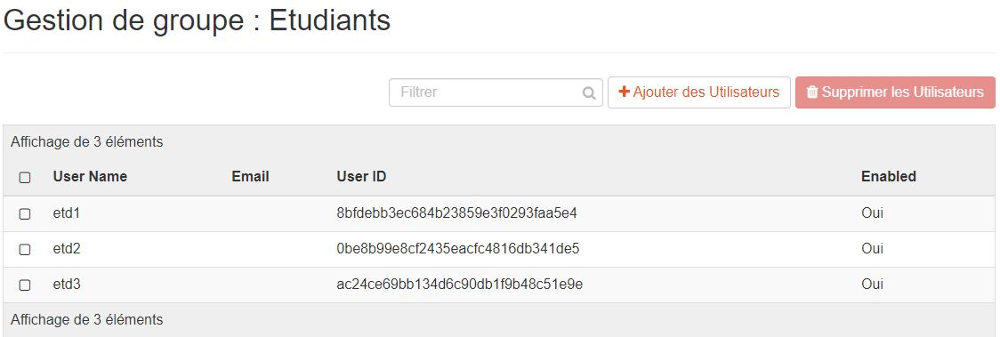 Gestion de groupe : Etudiants
Filtrer
Ajouter des Utilisateurs
Supprimer les Utilisateurs
Affichage de 3 éléments
User Name Email User ID Enabled
etd1 8bfdebb3ec684b23859e3f0293faa5e4 Oui
etd2 0be8b99e8cf2435eacfc4816db341de5 Oui
etd3 ac24ce69bb134d6c90db1f9b48c51e9e Oui
Affichage de 3 éléments